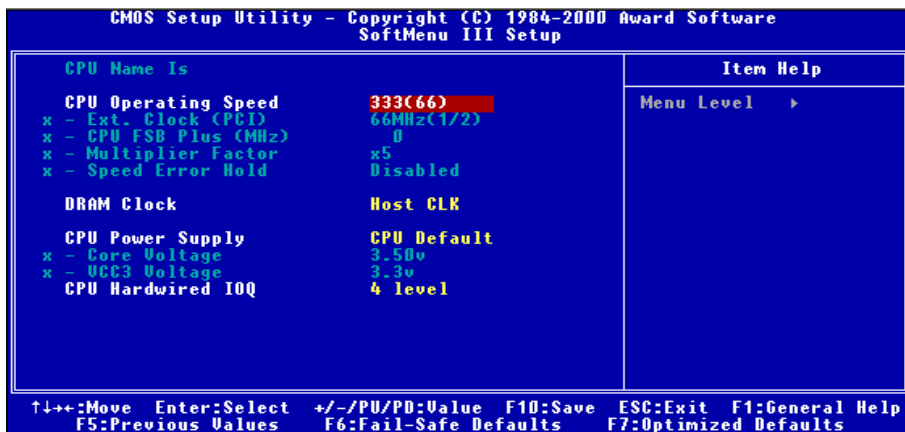 CMOS Setup Utility - Copyright (C) 1984-2000 Award Software
SoftMenu III Setup
CPU Name Is
Item Help
CPU Operating Speed 333(66)
Menu Level ▸
x - Ext. Clock (PCI) 66MHz(1/2)
x - CPU FSB Plus (MHz) 0
x - Multiplier Factor x5
x - Speed Error Hold Disabled
DRAM Clock Host CLK
CPU Power Supply CPU Default
x - Core Voltage 3.50v
x - VCC3 Voltage 3.3v
CPU Hardwired IOQ 4 level
↑↓→←:Move Enter:Select +/-/PU/PD:Value F10:Save ESC:Exit F1:General Help
F5:Previous Values F6:Fail-Safe Defaults F7:Optimized Defaults